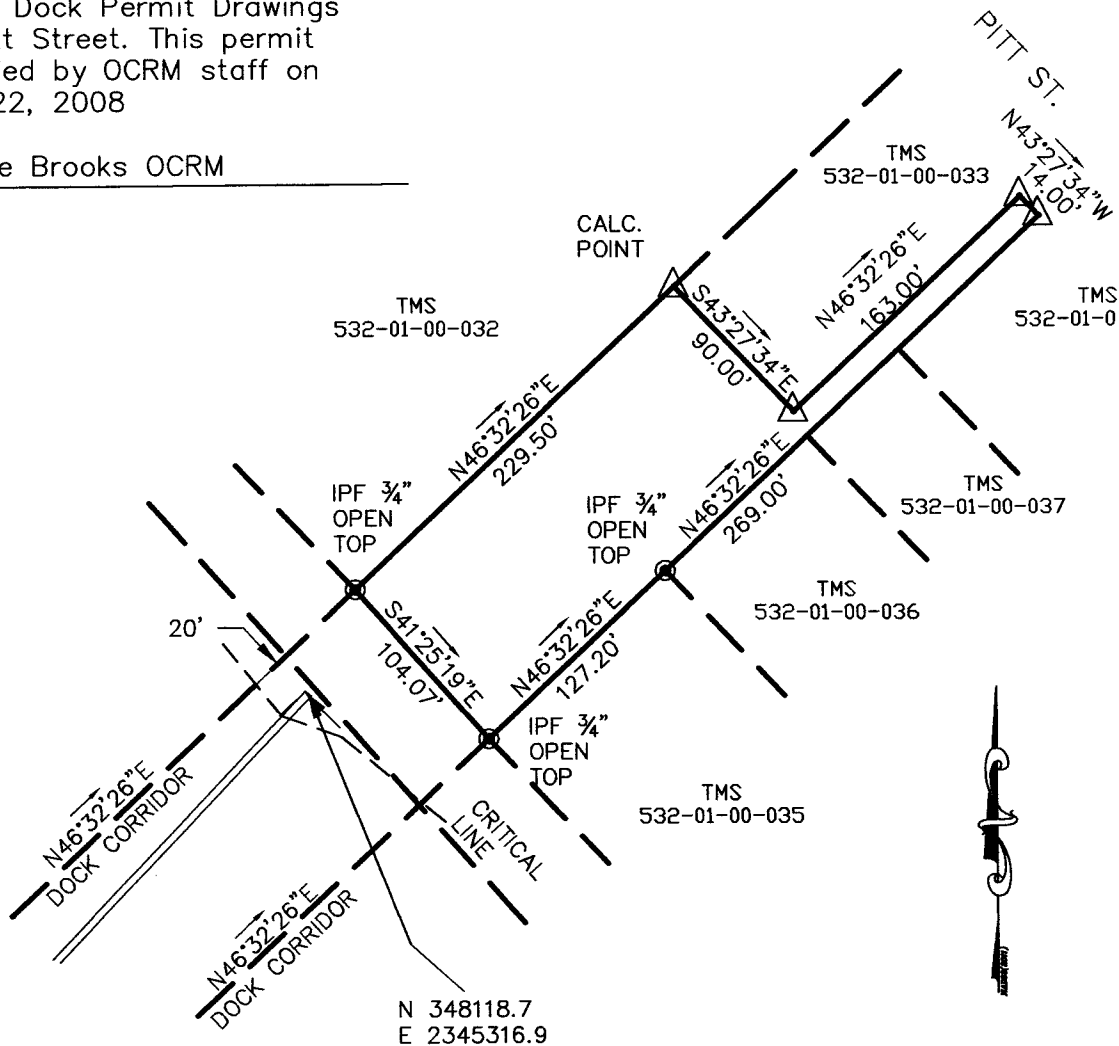 Dock Permit Drawings
t Street. This permit
ed by OCRM staff on
22, 2008
e Brooks OCRM
PITT ST.
N43°27'34"W
14.00'
TMS
532-01-00-033
CALC.
POINT
N46°32'26"E
163.00'
TMS
532-01-0
TMS
532-01-00-032
S43°27'34"E
90.00'
N46°32'26"E
229.50'
IPF 3/4"
OPEN
TOP
IPF 3/4"
OPEN
TOP
N46°32'26"E
269.00'
TMS
532-01-00-037
TMS
532-01-00-036
20'
S41°25'19"E
104.07'
N46°32'26"E
127.20'
IPF 3/4"
OPEN
TOP
TMS
532-01-00-035
N46°32'26"E
DOCK CORRIDOR
CRITICAL
LINE
N46°32'26"E
DOCK CORRIDOR
N 348118.7
E 2345316.9